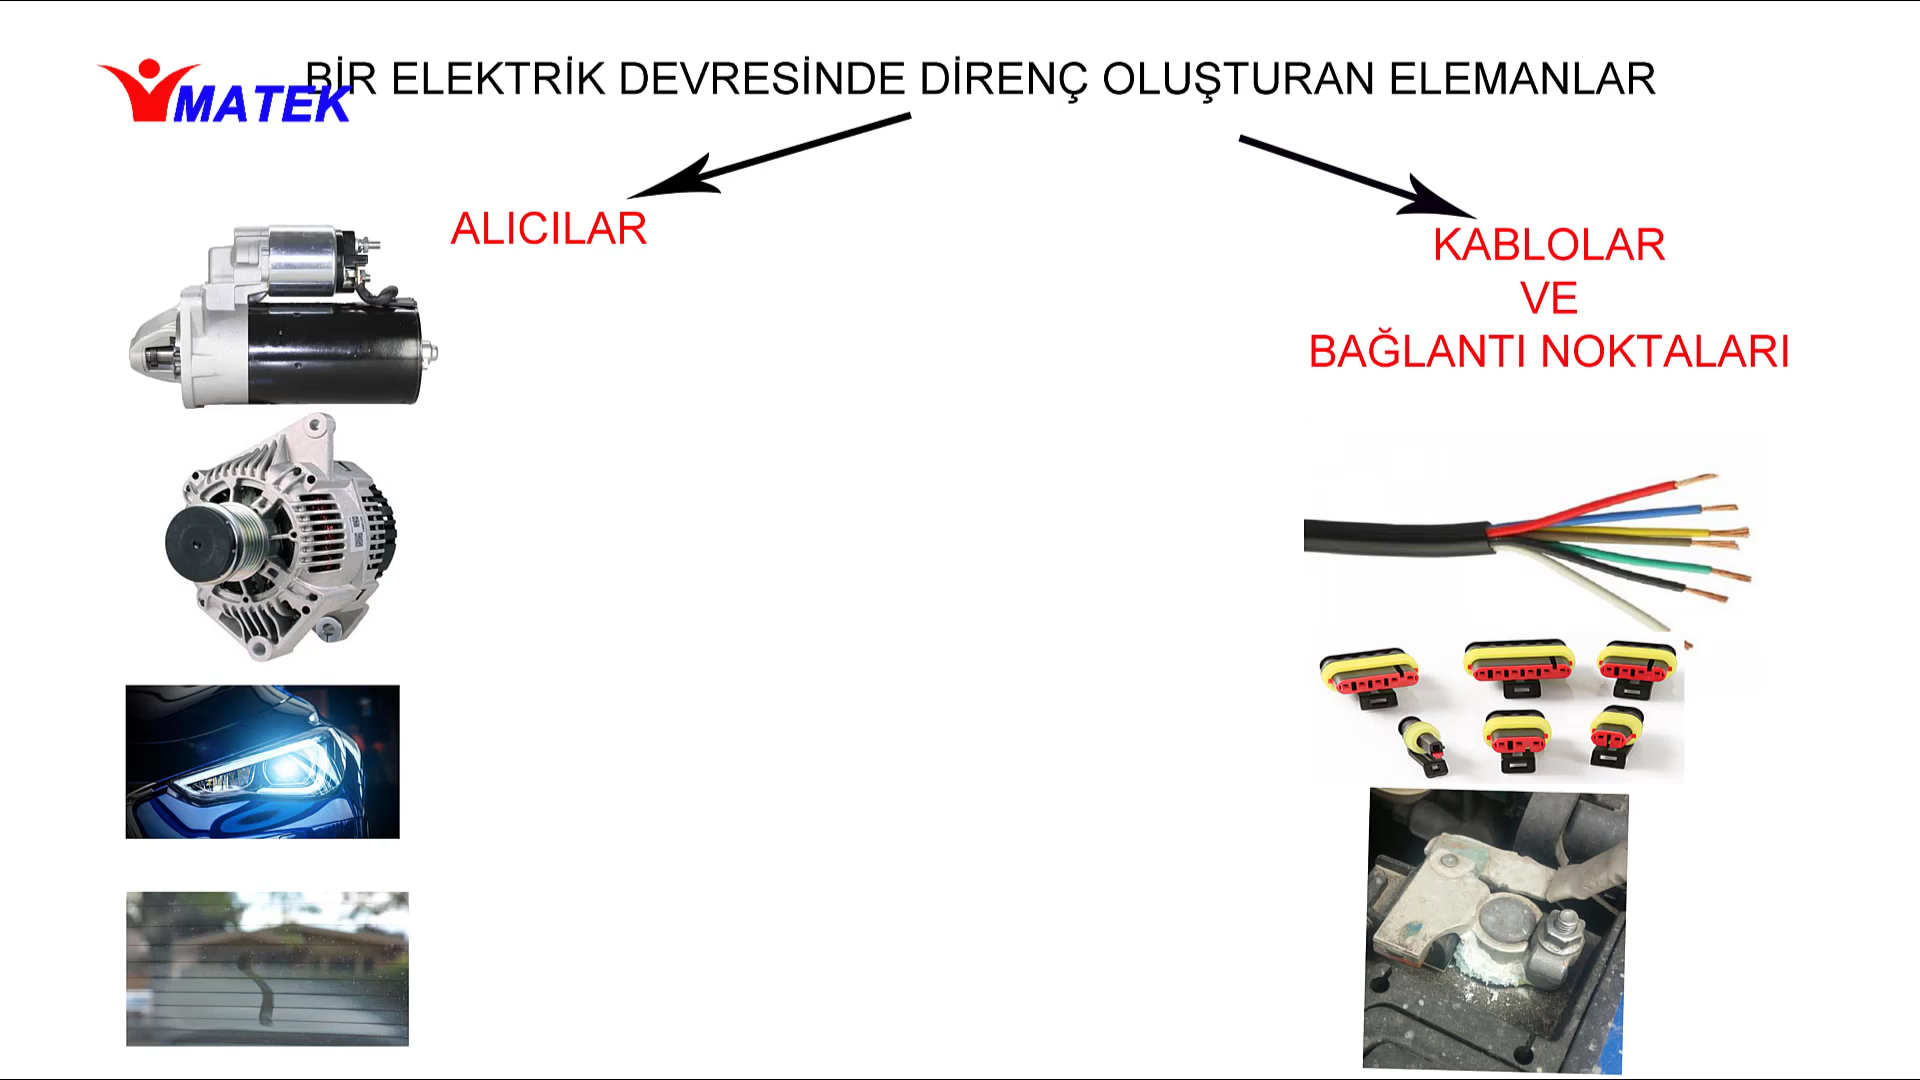 MATEK
BİR ELEKTRİK DEVRESİNDE DİRENÇ OLUŞTURAN ELEMANLAR
ALICILAR
KABLOLAR
VE
BAĞLANTI NOKTALARI